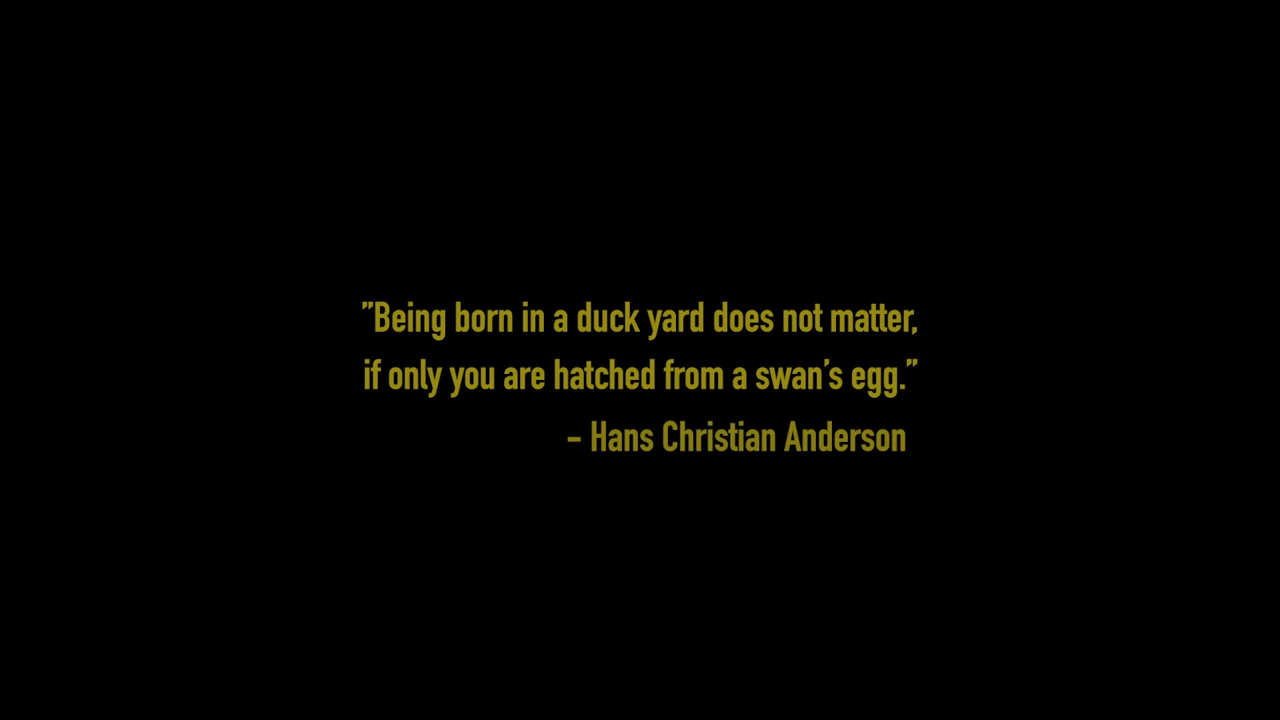 ”Being born in a duck yard does not matter,
if only you are hatched from a swan’s egg.”
– Hans Christian Anderson